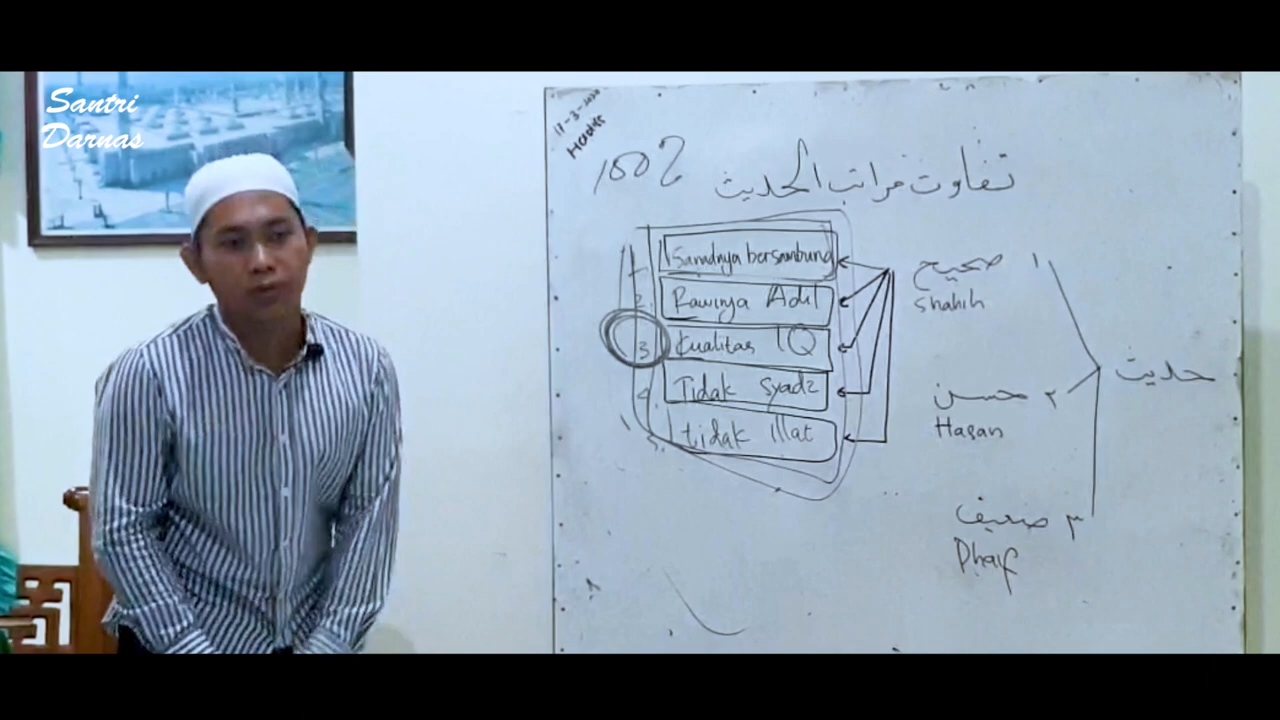 Santri
Darnas
11-3-2020
Hadits
100%
تفاوت مراتب الحديث
1. Sanadnya bersambung
2. Rawinya Adil
3. Kualitas IQ
4. Tidak Syadz
5. tidak illat
حديث
١ صحيح
Shahih
٢ حسن
Hasan
٣ ضعيف
Dhaif